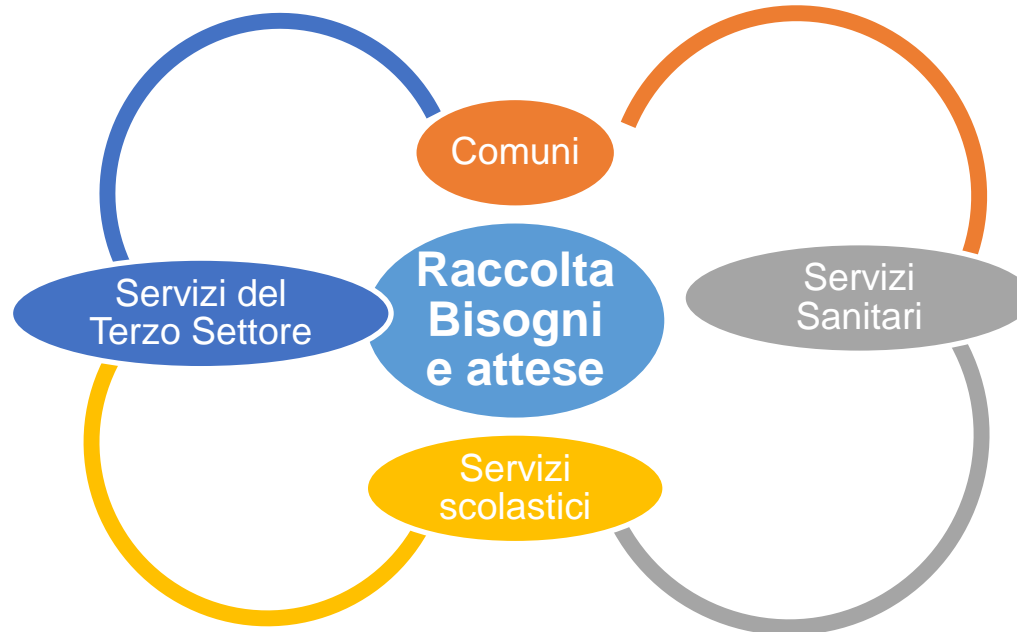 Comuni
Raccolta
Bisogni
e attese
Servizi del
Terzo Settore
Servizi
Sanitari
Servizi
scolastici